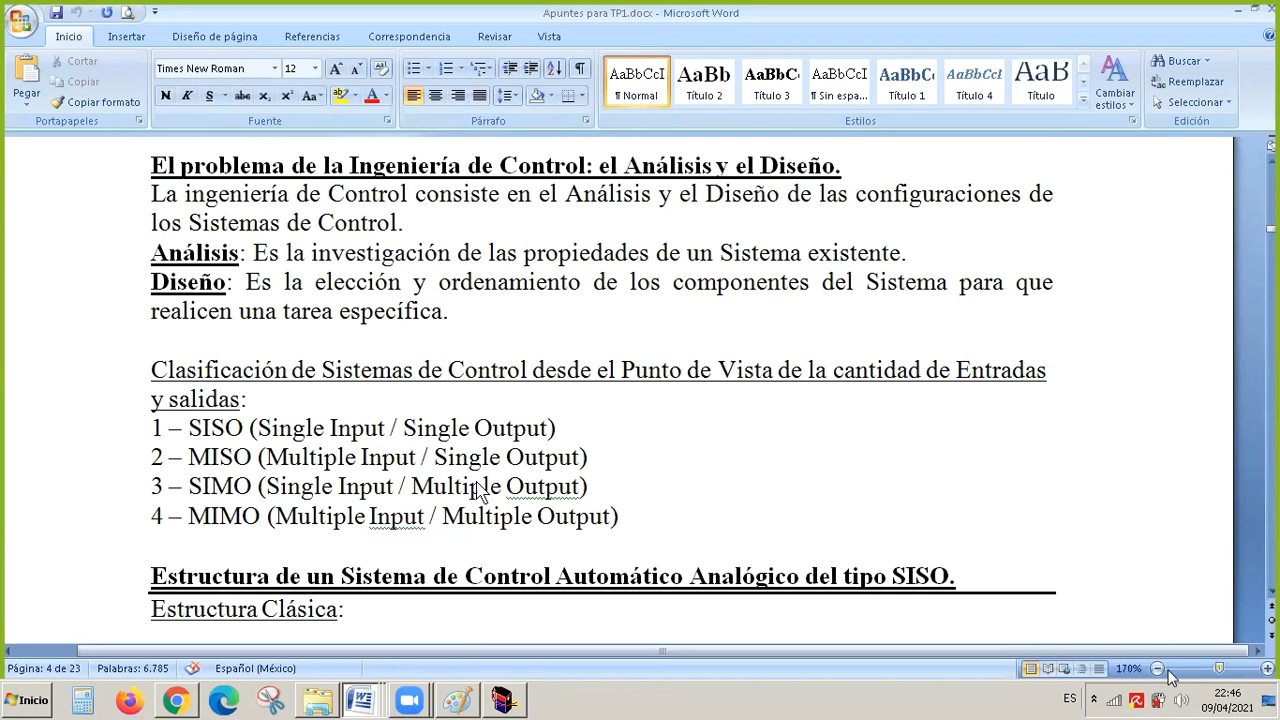 Apuntes para TP1.docx - Microsoft Word
Inicio Insertar Diseño de página Referencias Correspondencia Revisar Vista
Pegar Cortar Copiar Copiar formato
Times New Roman 12
N K S abc x₂ x² Aa
AaBbCcI AaBb AaBbC AaBbCcI AaBbC AaBbCcI AaB
¶ Normal Título 2 Título 3 ¶ Sin espa... Título 1 Título 4 Título
Cambiar estilos
Buscar
Reemplazar
Seleccionar
Portapapeles Fuente Párrafo Estilos Edición
El problema de la Ingeniería de Control: el Análisis y el Diseño.
La ingeniería de Control consiste en el Análisis y el Diseño de las configuraciones de
los Sistemas de Control.
Análisis: Es la investigación de las propiedades de un Sistema existente.
Diseño: Es la elección y ordenamiento de los componentes del Sistema para que
realicen una tarea específica.
Clasificación de Sistemas de Control desde el Punto de Vista de la cantidad de Entradas
y salidas:
1 – SISO (Single Input / Single Output)
2 – MISO (Multiple Input / Single Output)
3 – SIMO (Single Input / Multiple Output)
4 – MIMO (Multiple Input / Multiple Output)
Estructura de un Sistema de Control Automático Analógico del tipo SISO.
Estructura Clásica:
Página: 4 de 23 Palabras: 6.785 Español (México) 170%
Inicio ES 22:46
09/04/2021